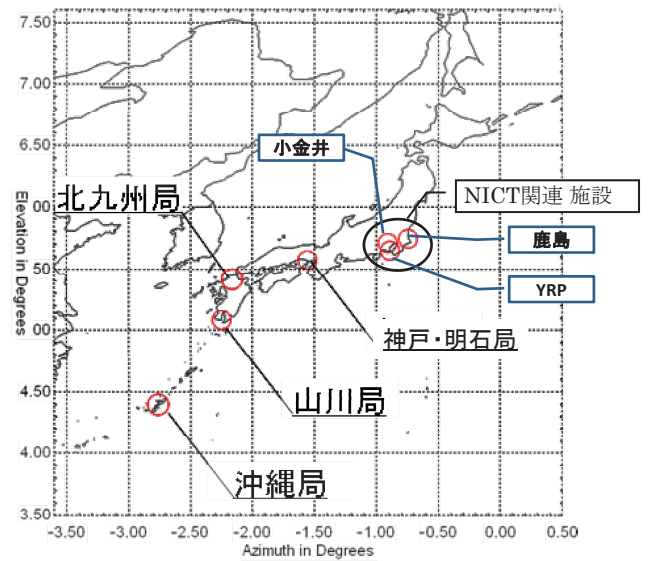 7.50
7.00
6.50
小金井
NICT関連 施設
北九州局
00
鹿島
50
YRP
00
神戸・明石局
山川局
4.50
4.00
沖縄局
3.50
-3.50
-3.00
-2.50
-2.00
-1.50
-1.00
-0.50
0.00
0.50
Azimuth in Degrees
Elevation in Degrees